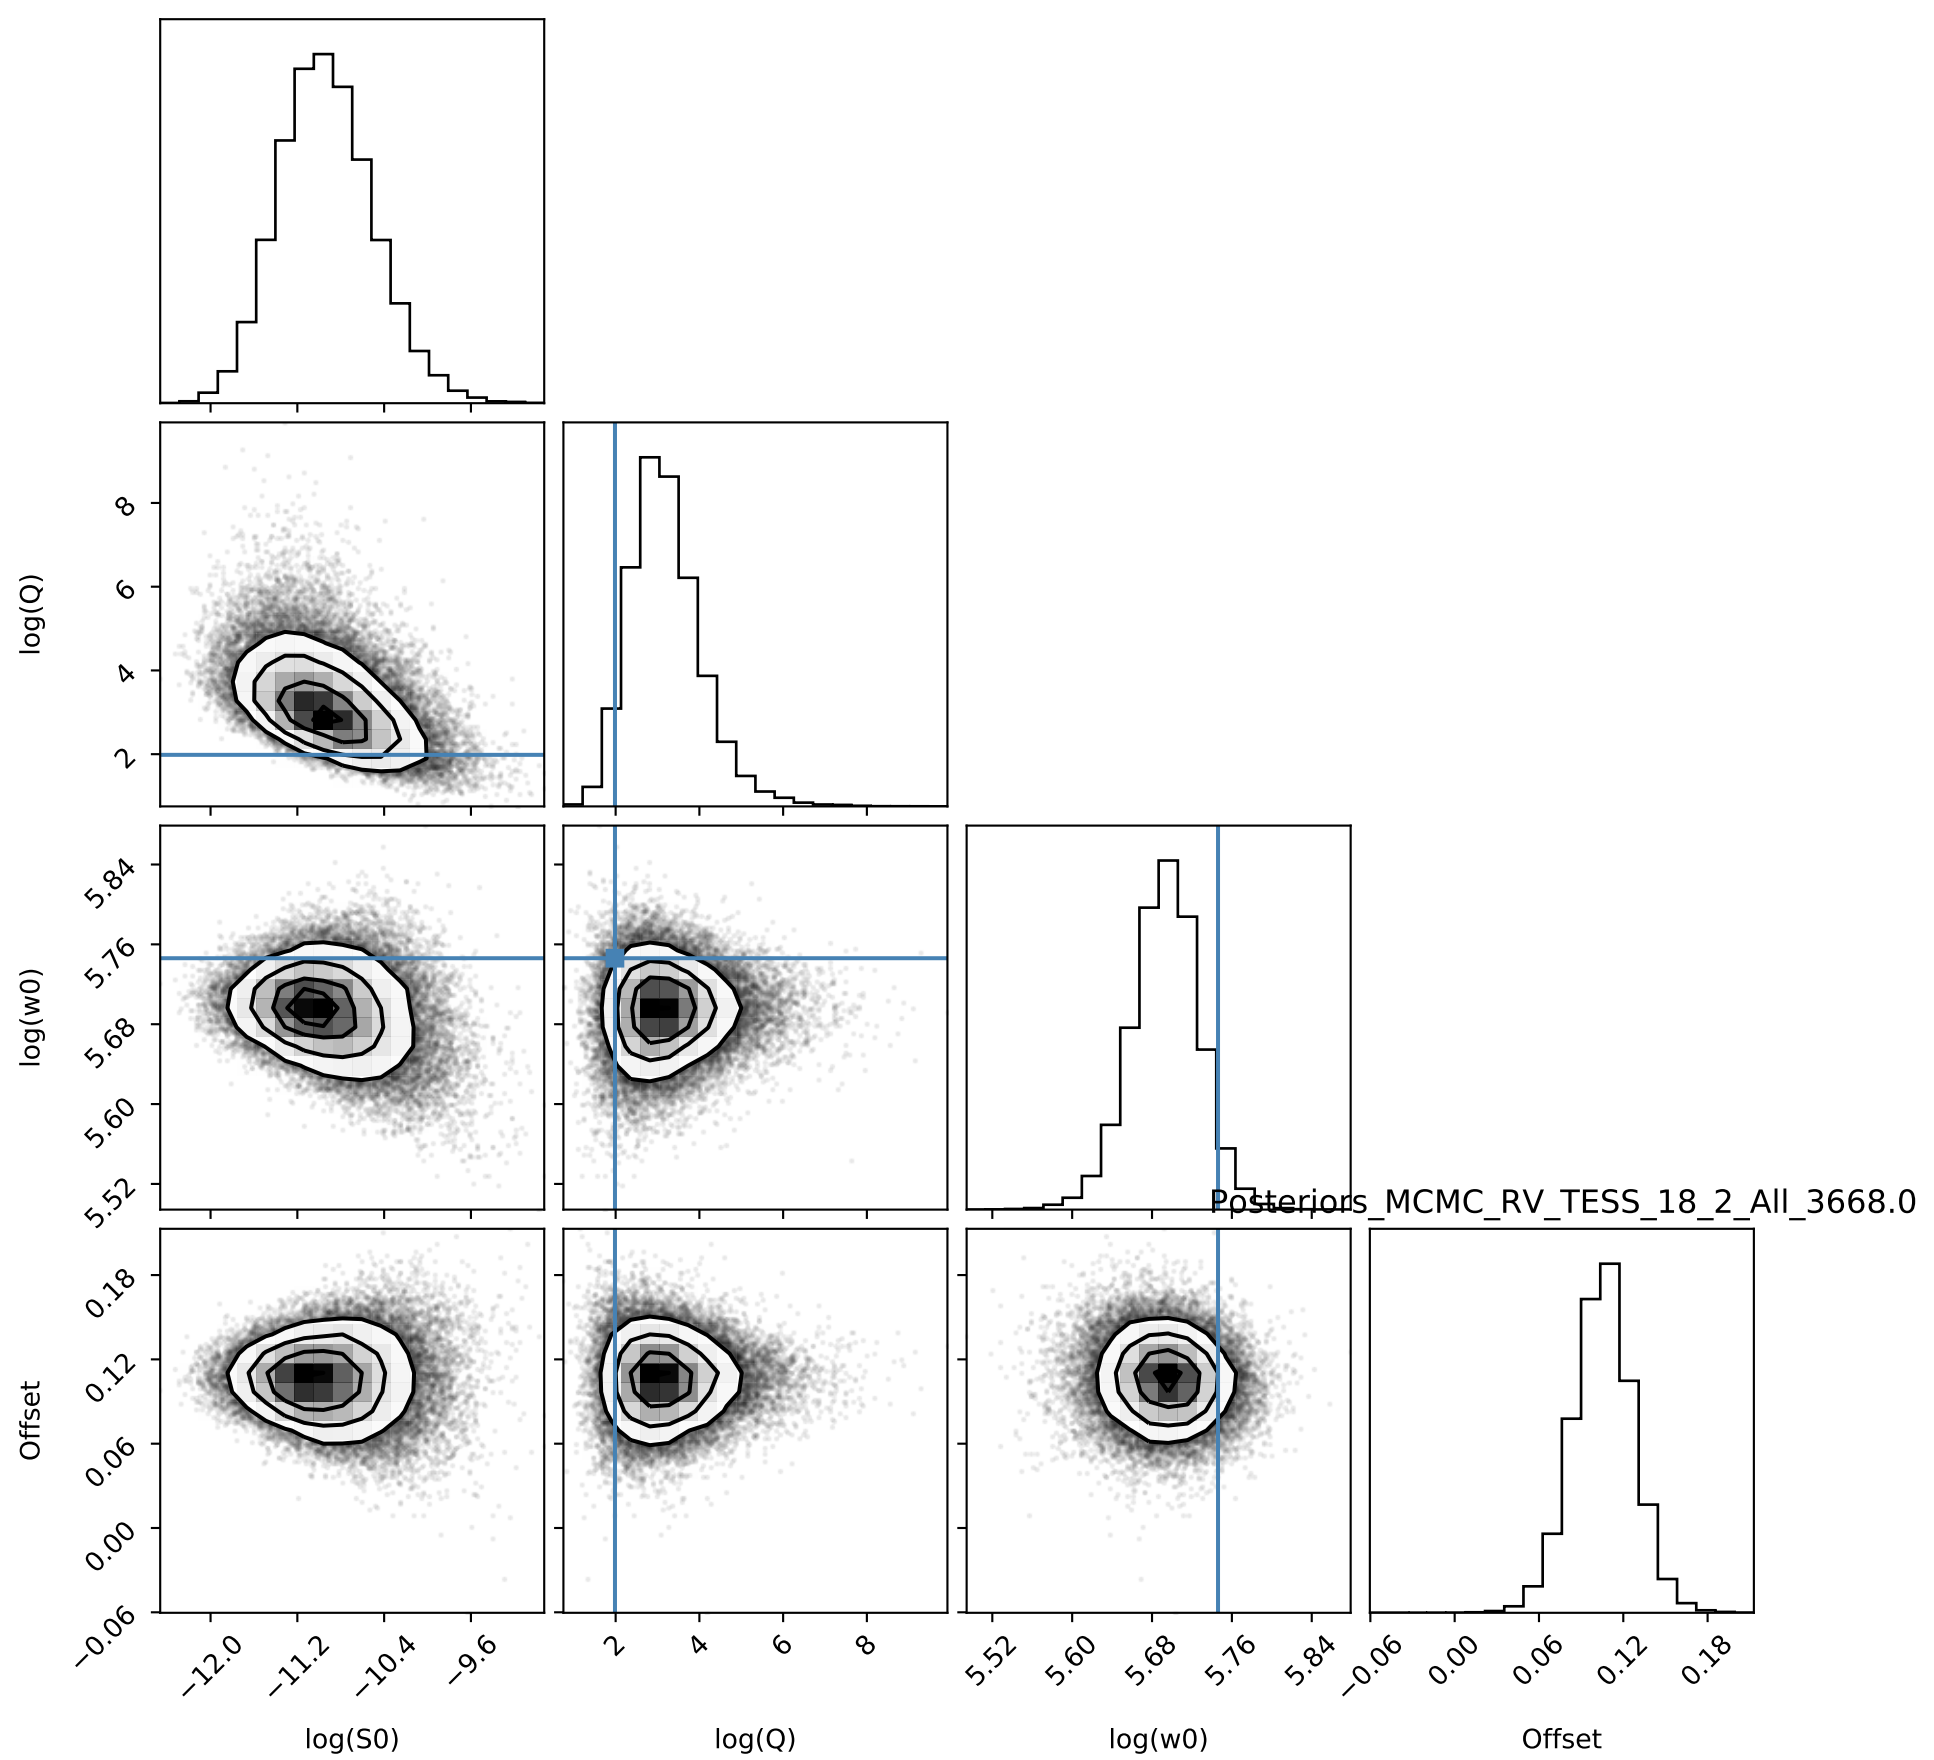 8
6
4
2
log(Q)
5.84
5.76
5.68
5.60
5.52
log(w0)
Posteriors_MCMC_RV_TESS_18_2_All_3668.0
0.18
0.12
0.06
0.00
−0.06
Offset
−12.0 −11.2 −10.4 −9.6
2 4 6 8
5.52 5.60 5.68 5.76 5.84
−0.06 0.00 0.06 0.12 0.18
log(S0) log(Q) log(w0) Offset